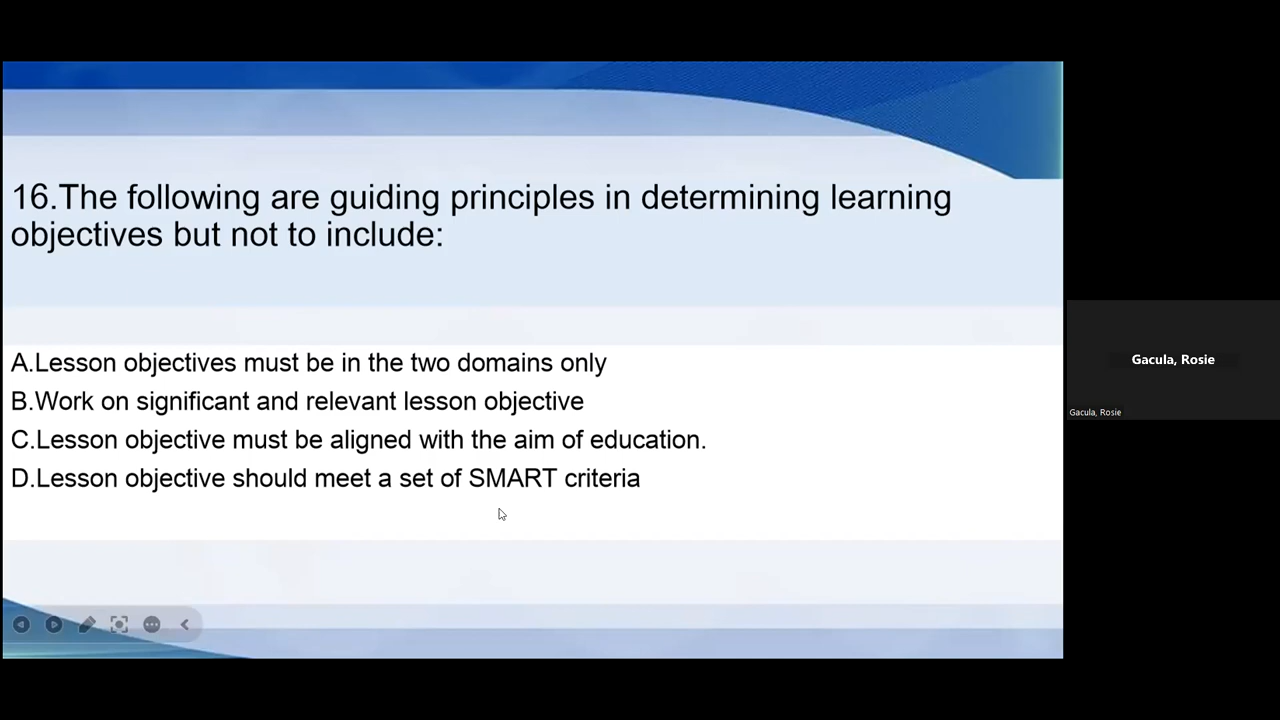 16.The following are guiding principles in determining learning
objectives but not to include:
A.Lesson objectives must be in the two domains only
B.Work on significant and relevant lesson objective
C.Lesson objective must be aligned with the aim of education.
D.Lesson objective should meet a set of SMART criteria
Gacula, Rosie
Gacula, Rosie